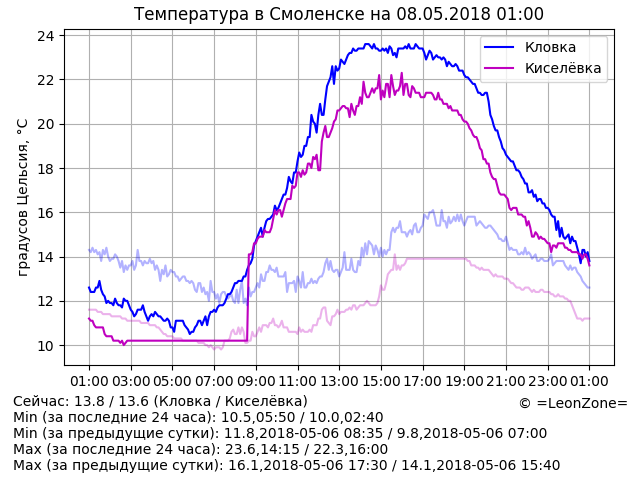 Температура в Смоленске на 08.05.2018 01:00
градусов Цельсия, °C
24
22
20
18
16
14
12
10
Кловка
Киселёвка
01:00 03:00 05:00 07:00 09:00 11:00 13:00 15:00 17:00 19:00 21:00 23:00 01:00
Сейчас: 13.8 / 13.6 (Кловка / Киселёвка)
© =LeonZone=
Min (за последние 24 часа): 10.5,05:50 / 10.0,02:40
Min (за предыдущие сутки): 11.8,2018-05-06 08:35 / 9.8,2018-05-06 07:00
Max (за последние 24 часа): 23.6,14:15 / 22.3,16:00
Max (за предыдущие сутки): 16.1,2018-05-06 17:30 / 14.1,2018-05-06 15:40